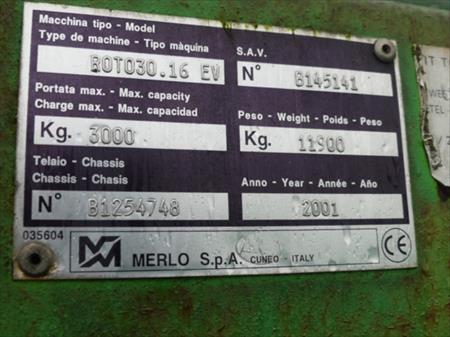 Macchina tipo - Model
Type de machine - Tipo màquina
S.A.V.
ROTO30.16 EV
N° B145141
Portata max. - Max. capacity
Charge max. - Max. capacidad
Peso - Weight - Poids - Peso
Kg. 3000
Kg. 11900
Telaio - Chassis
Chassis - Chasis
Anno - Year - Année - Año
N° B1254748
2001
035604
MERLO S.p.A. CUNEO - ITALY
CE